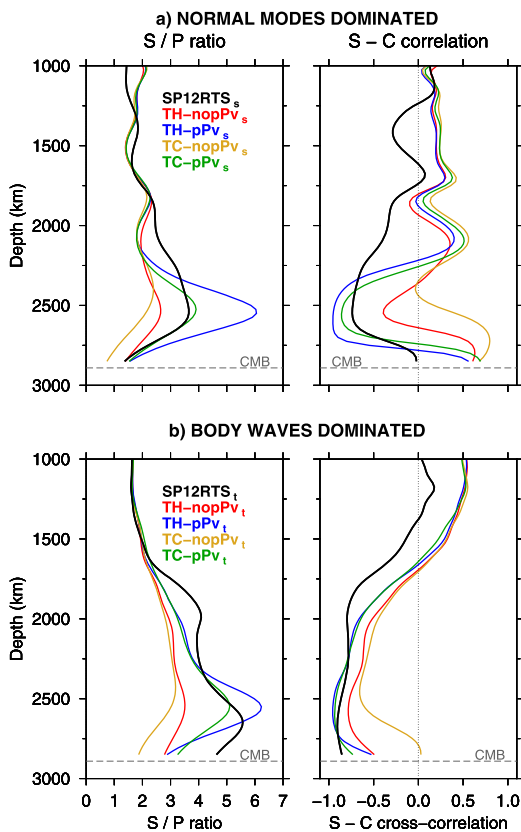 a) NORMAL MODES DOMINATED
S / P ratio
S − C correlation
1000
1500
2000
2500
3000
Depth (km)
SP12RTSs
TH−nopPvs
TH−pPvs
TC−nopPvs
TC−pPvs
CMB
CMB
b) BODY WAVES DOMINATED
1000
1500
2000
2500
3000
Depth (km)
SP12RTSt
TH−nopPvt
TH−pPvt
TC−nopPvt
TC−pPvt
CMB
0 1 2 3 4 5 6 7
S / P ratio
−1.0 −0.5 0.0 0.5 1.0
S − C cross−correlation